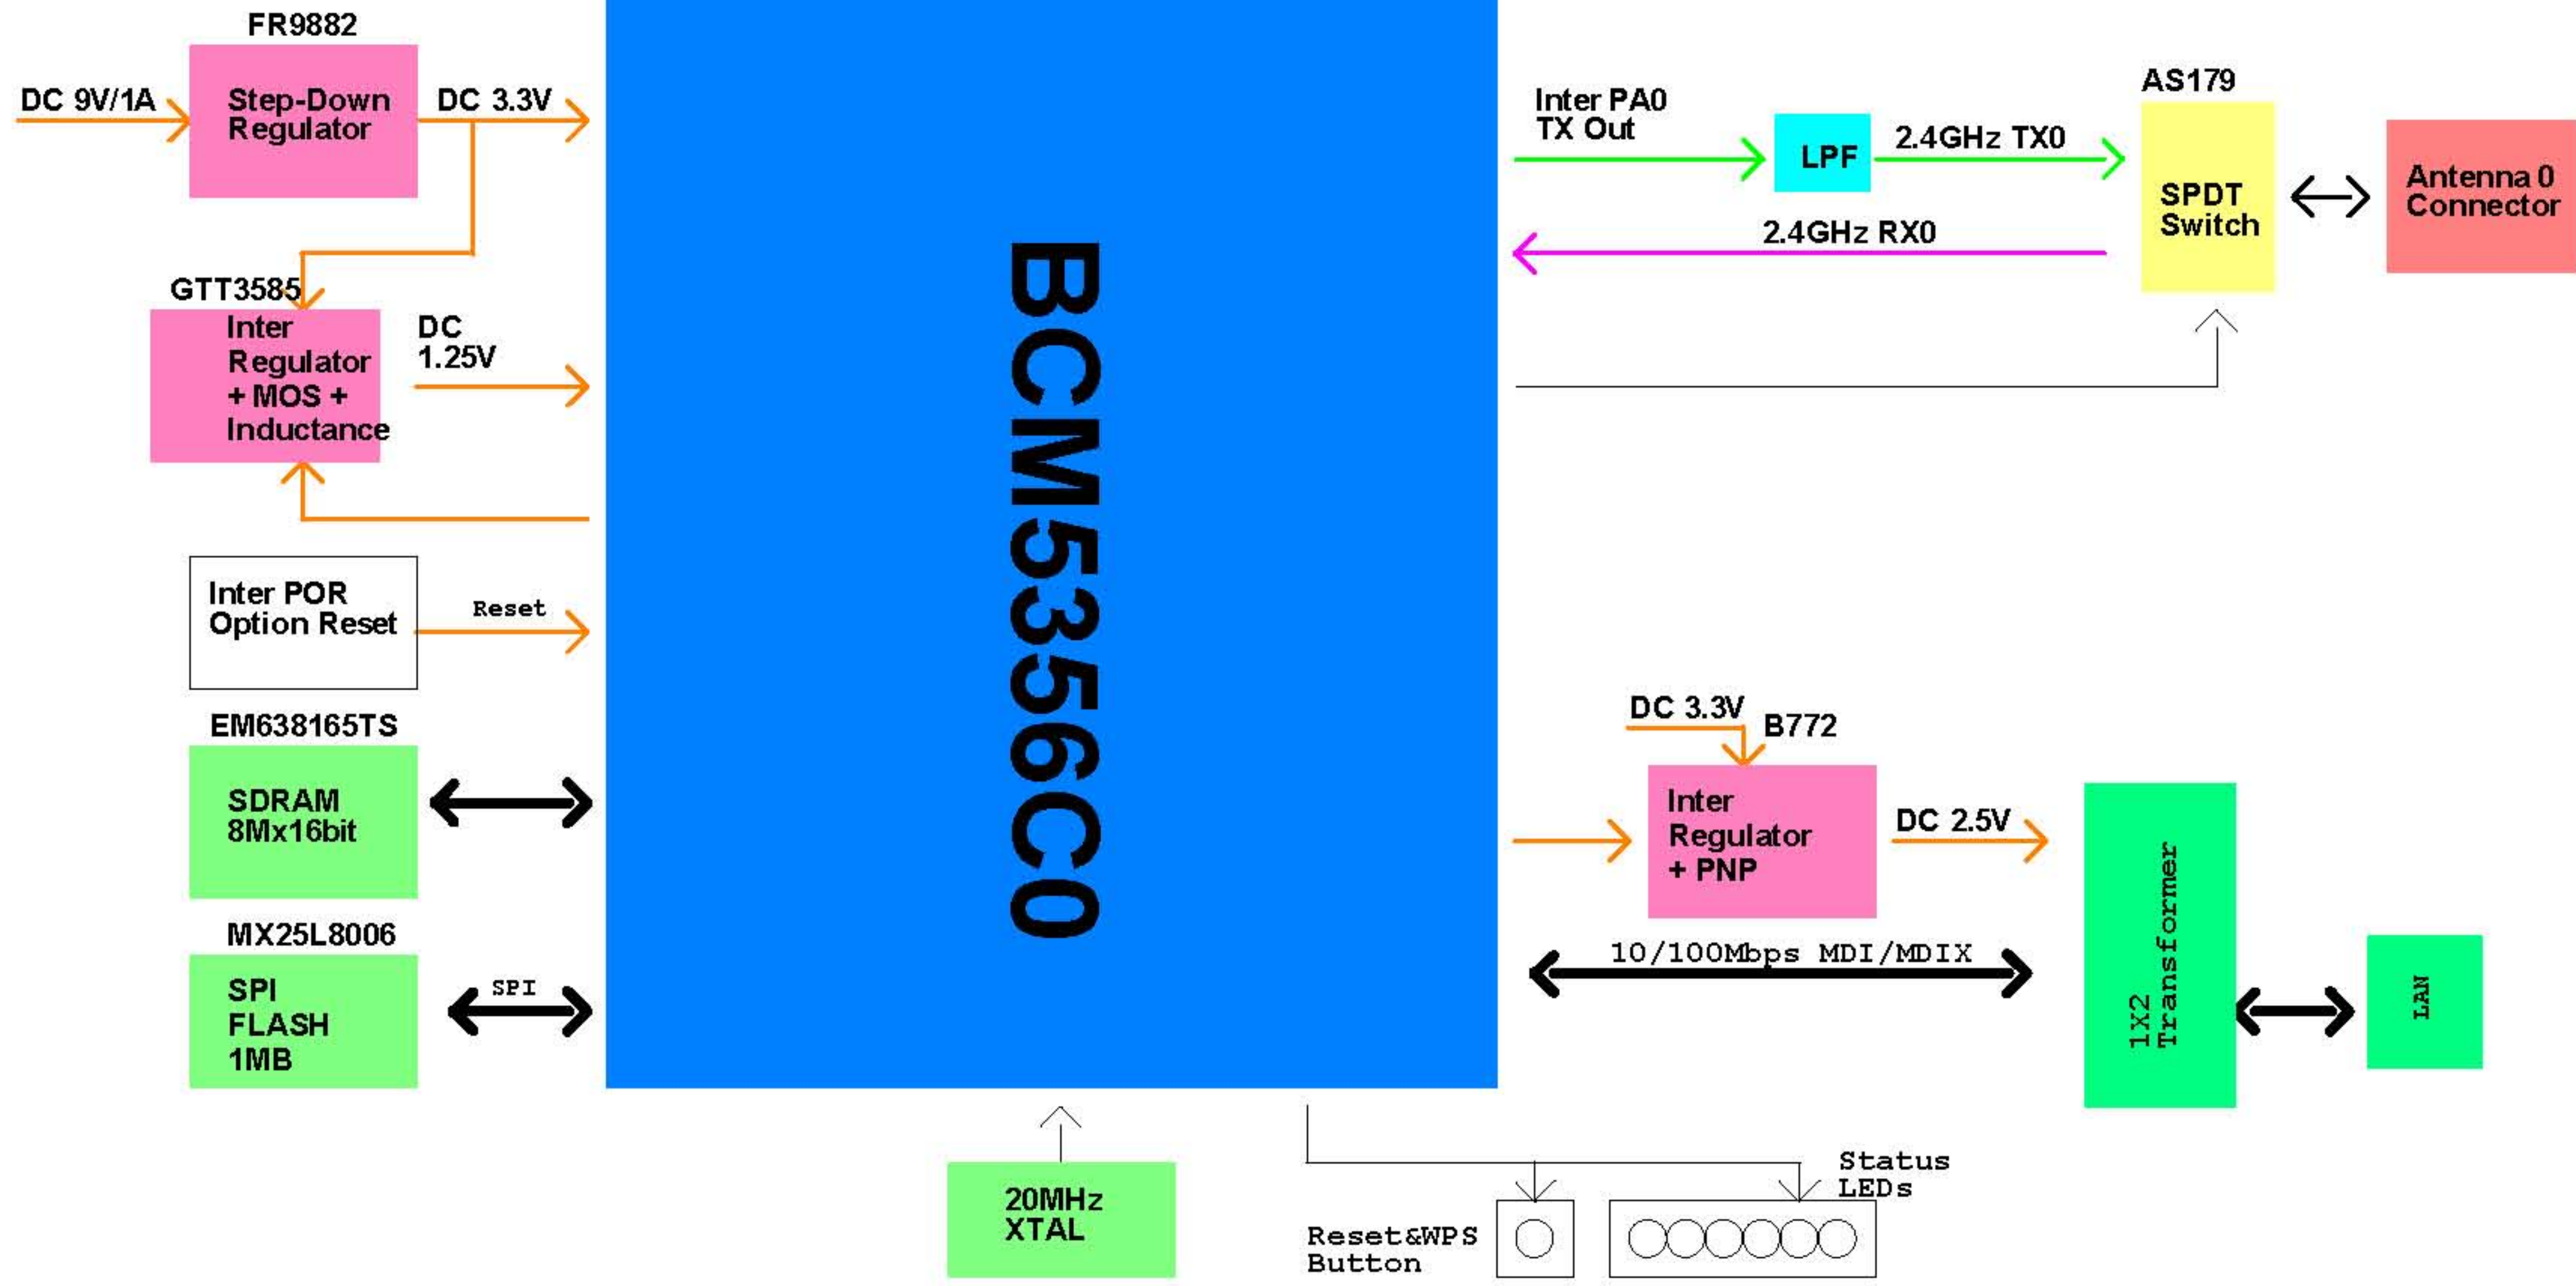 FR9882
DC 9V/1A
Step-Down
Regulator
DC 3.3V
GTT3585
Inter
Regulator
+ MOS +
Inductance
DC
1.25V
Inter POR
Option Reset
Reset
EM638165TS
SDRAM
8Mx16bit
MX25L8006
SPI
FLASH
1MB
SPI
BCM5356C0
20MHz
XTAL
Inter PA0
TX Out
LPF
2.4GHz TX0
AS179
SPDT
Switch
Antenna 0
Connector
2.4GHz RX0
DC 3.3V
B772
Inter
Regulator
+ PNP
DC 2.5V
10/100Mbps MDI/MDIX
1X2
Transformer
LAN
Status
LEDs
Reset&WPS
Button